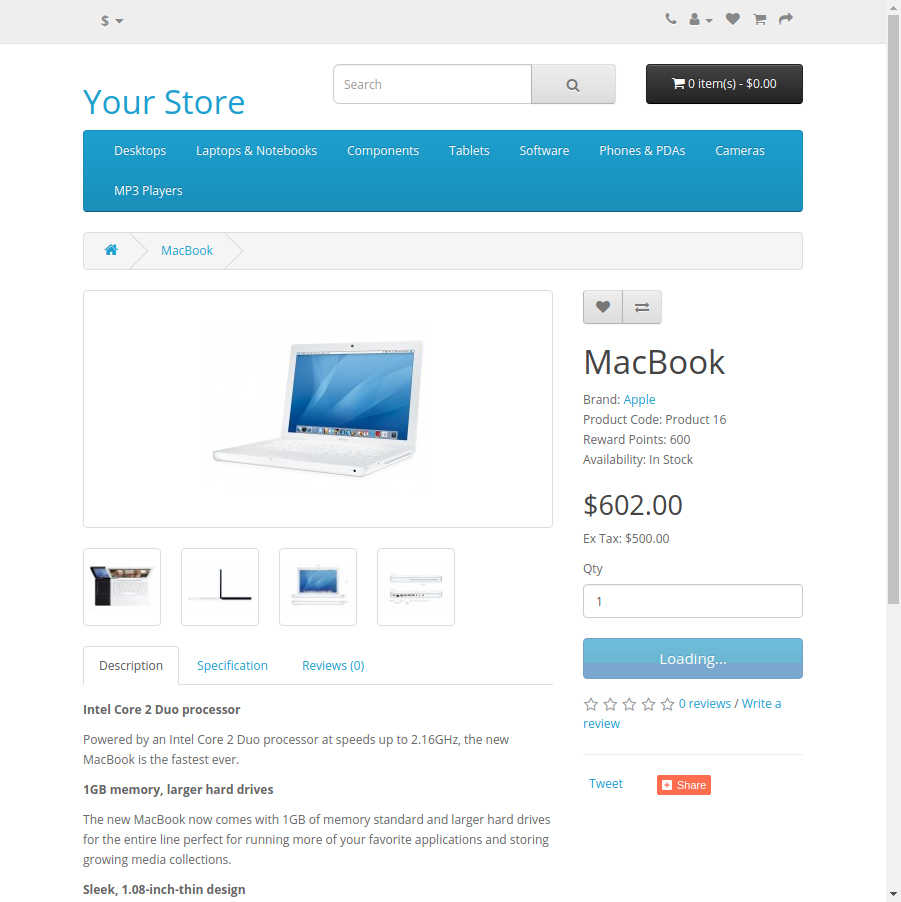 $
Your Store
Search
0 item(s) - $0.00
Desktops Laptops & Notebooks Components Tablets Software Phones & PDAs Cameras
MP3 Players
MacBook
MacBook
Brand: Apple
Product Code: Product 16
Reward Points: 600
Availability: In Stock
$602.00
Ex Tax: $500.00
Qty
1
Loading...
0 reviews / Write a
review
Tweet
Share
Description Specification Reviews (0)
Intel Core 2 Duo processor
Powered by an Intel Core 2 Duo processor at speeds up to 2.16GHz, the new
MacBook is the fastest ever.
1GB memory, larger hard drives
The new MacBook now comes with 1GB of memory standard and larger hard drives
for the entire line perfect for running more of your favorite applications and storing
growing media collections.
Sleek, 1.08-inch-thin design